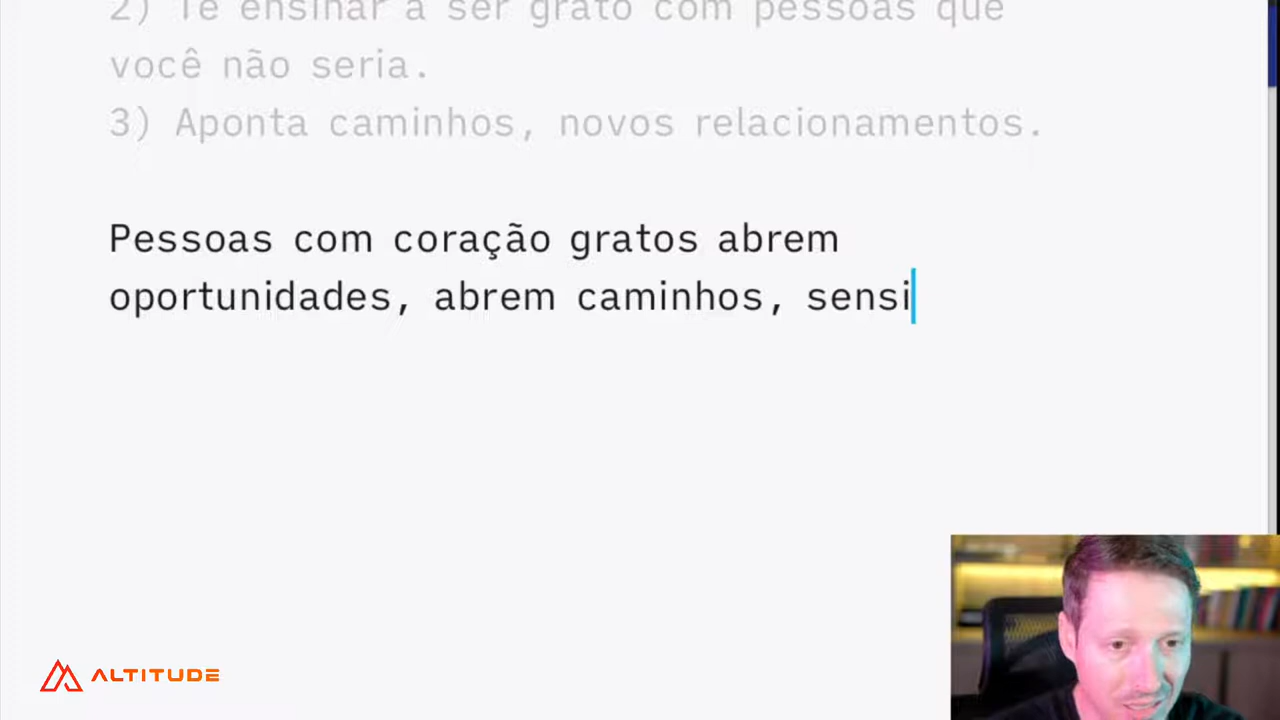 2) Te ensinar a ser grato com pessoas que
você não seria.
3) Aponta caminhos, novos relacionamentos.
Pessoas com coração gratos abrem
oportunidades, abrem caminhos, sensi
ALTITUDE